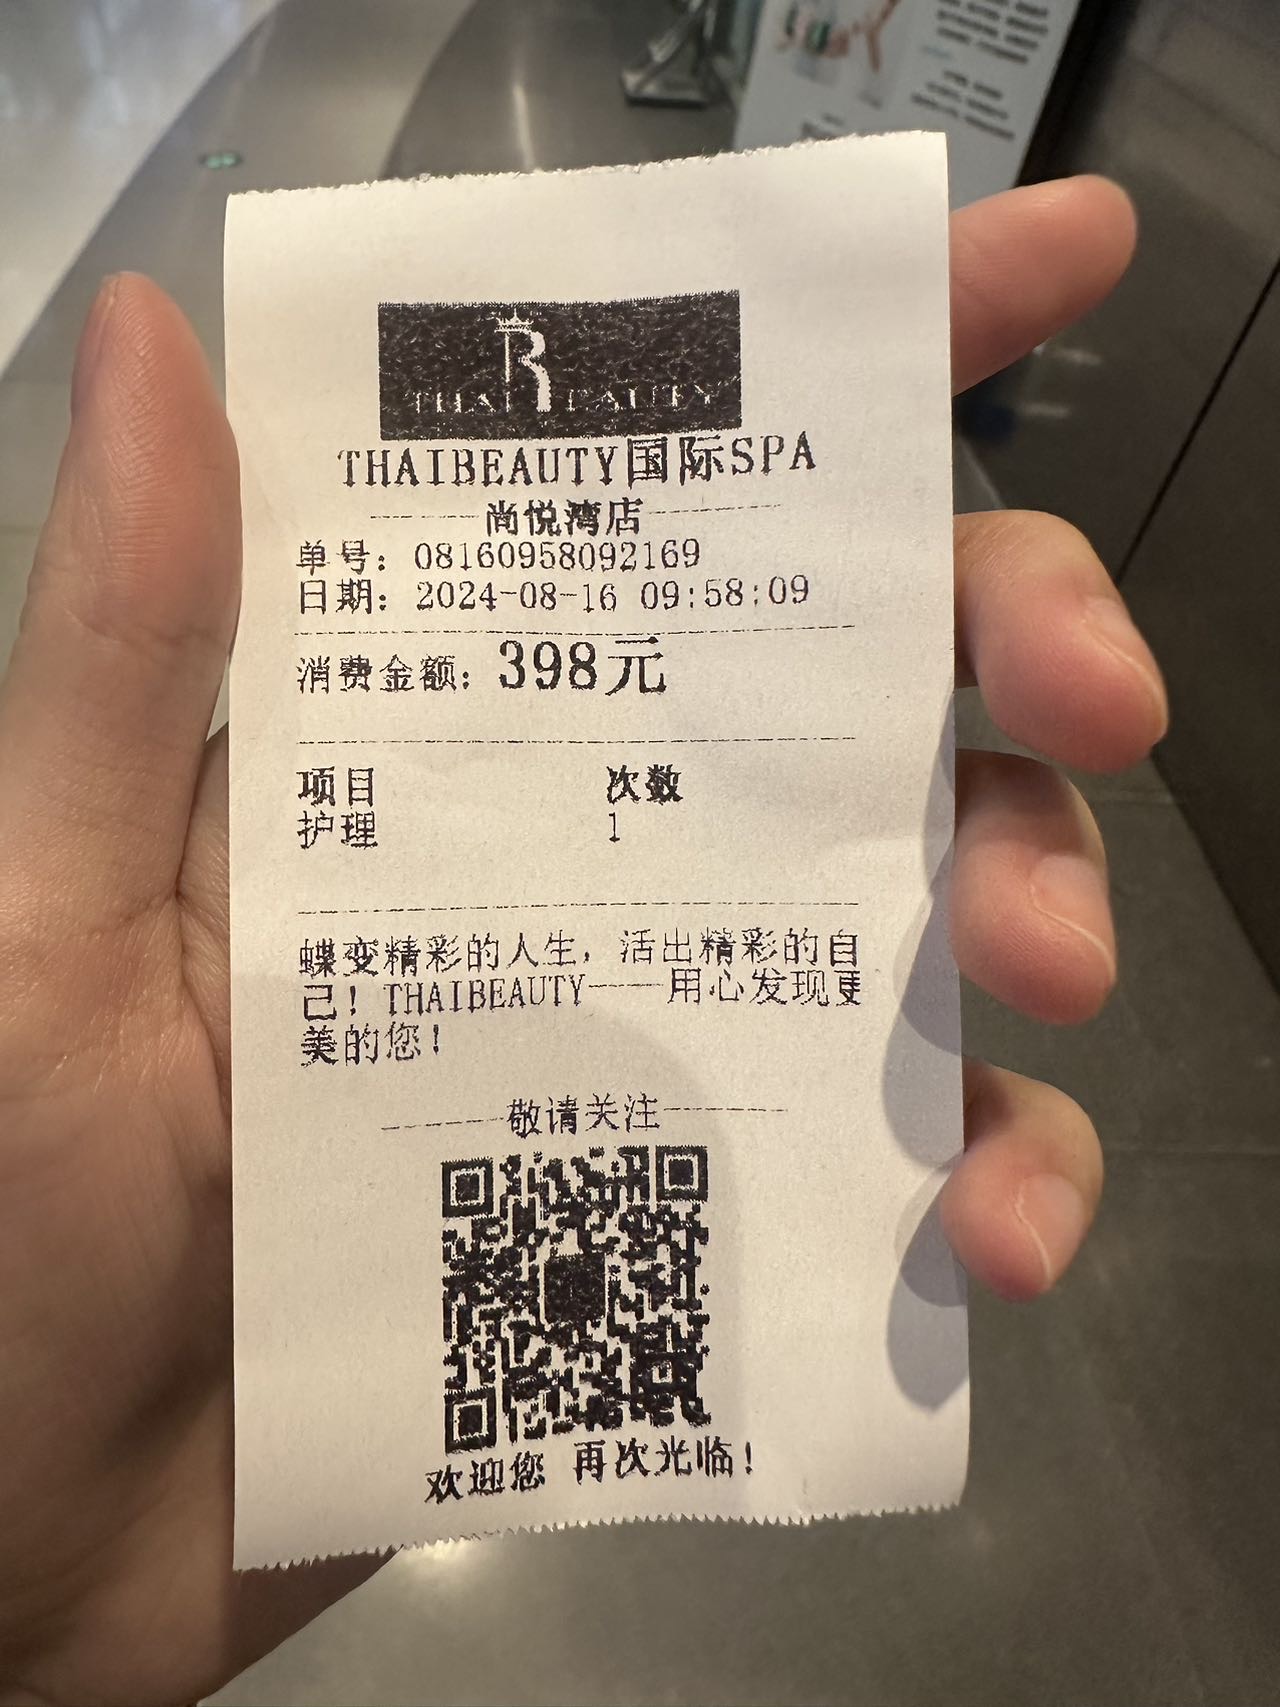 THAI BEAUTY
THAIBEAUTY国际SPA
尚悦湾店
单号：08160958092169
日期：2024-08-16 09:58:09
消费金额：398元
项目 次数
护理 1
蝶变精彩的人生，活出精彩的自
己！THAIBEAUTY——用心发现更
美的您！
敬请关注
欢迎您 再次光临！